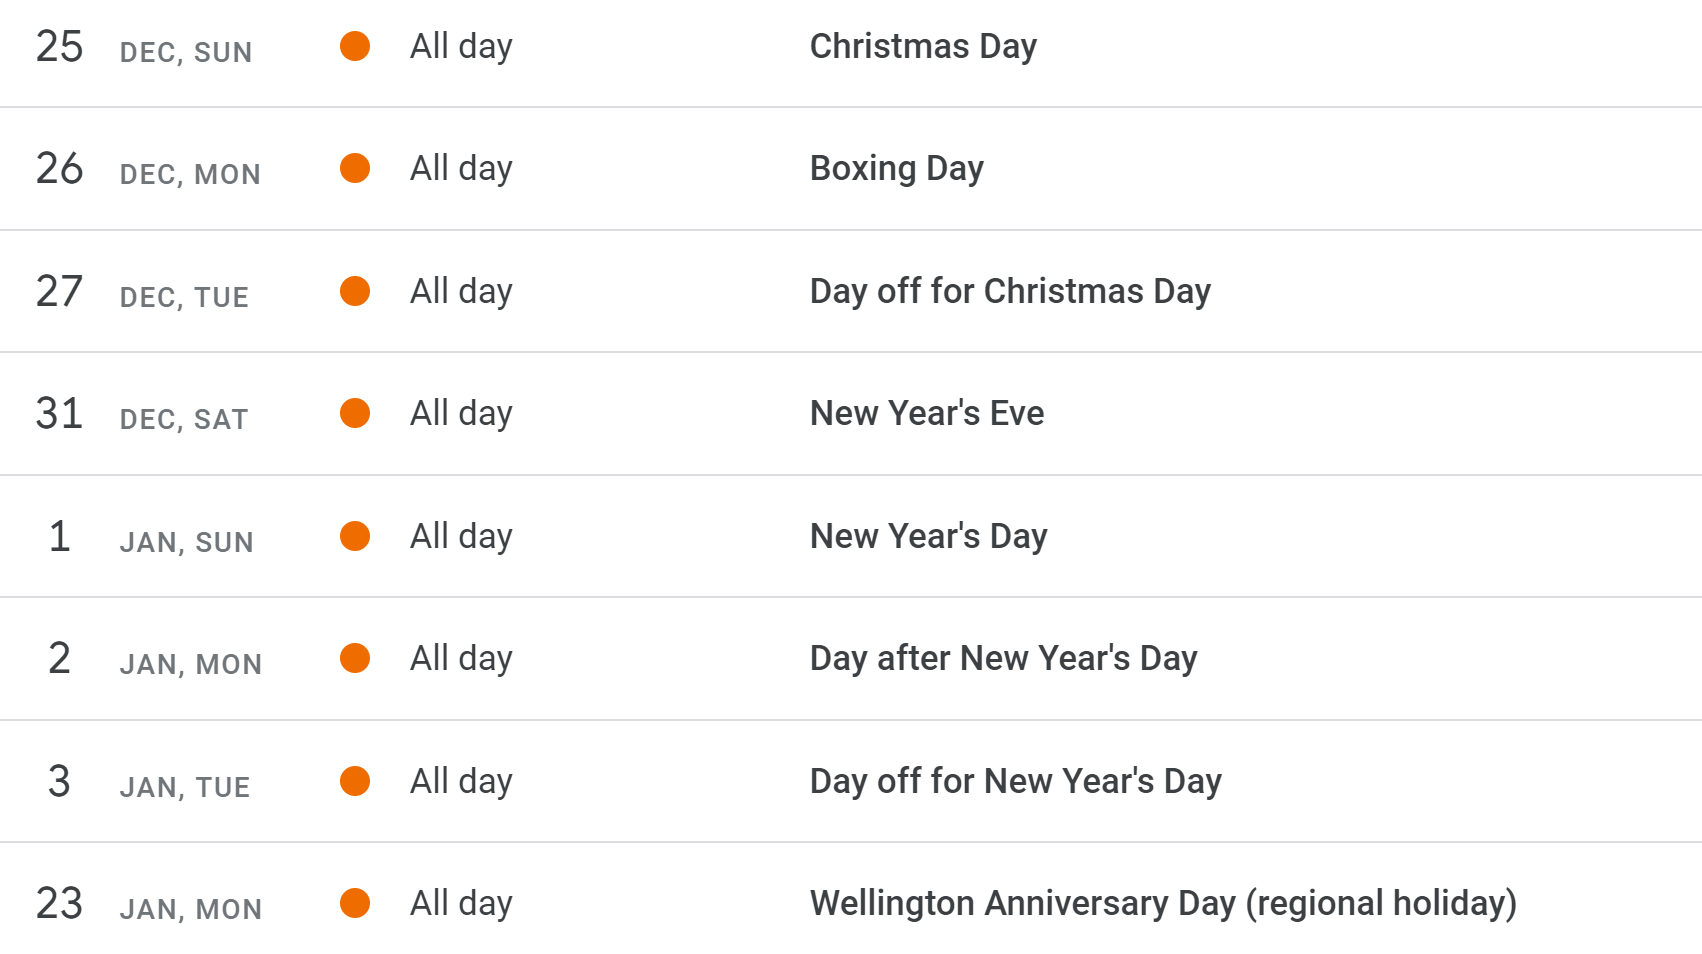 25 DEC, SUN All day Christmas Day
26 DEC, MON All day Boxing Day
27 DEC, TUE All day Day off for Christmas Day
31 DEC, SAT All day New Year's Eve
1 JAN, SUN All day New Year's Day
2 JAN, MON All day Day after New Year's Day
3 JAN, TUE All day Day off for New Year's Day
23 JAN, MON All day Wellington Anniversary Day (regional holiday)